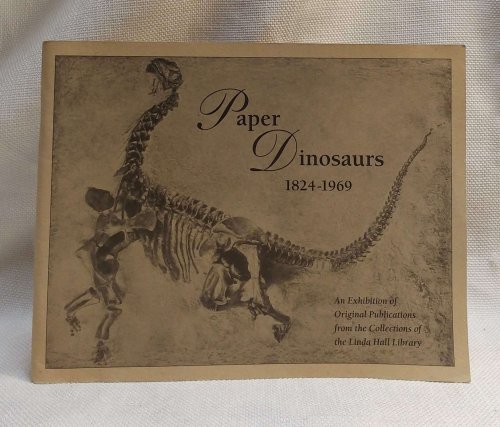 Paper
Dinosaurs
1824-1969
An Exhibition of
Original Publications
from the Collections of
the Linda Hall Library